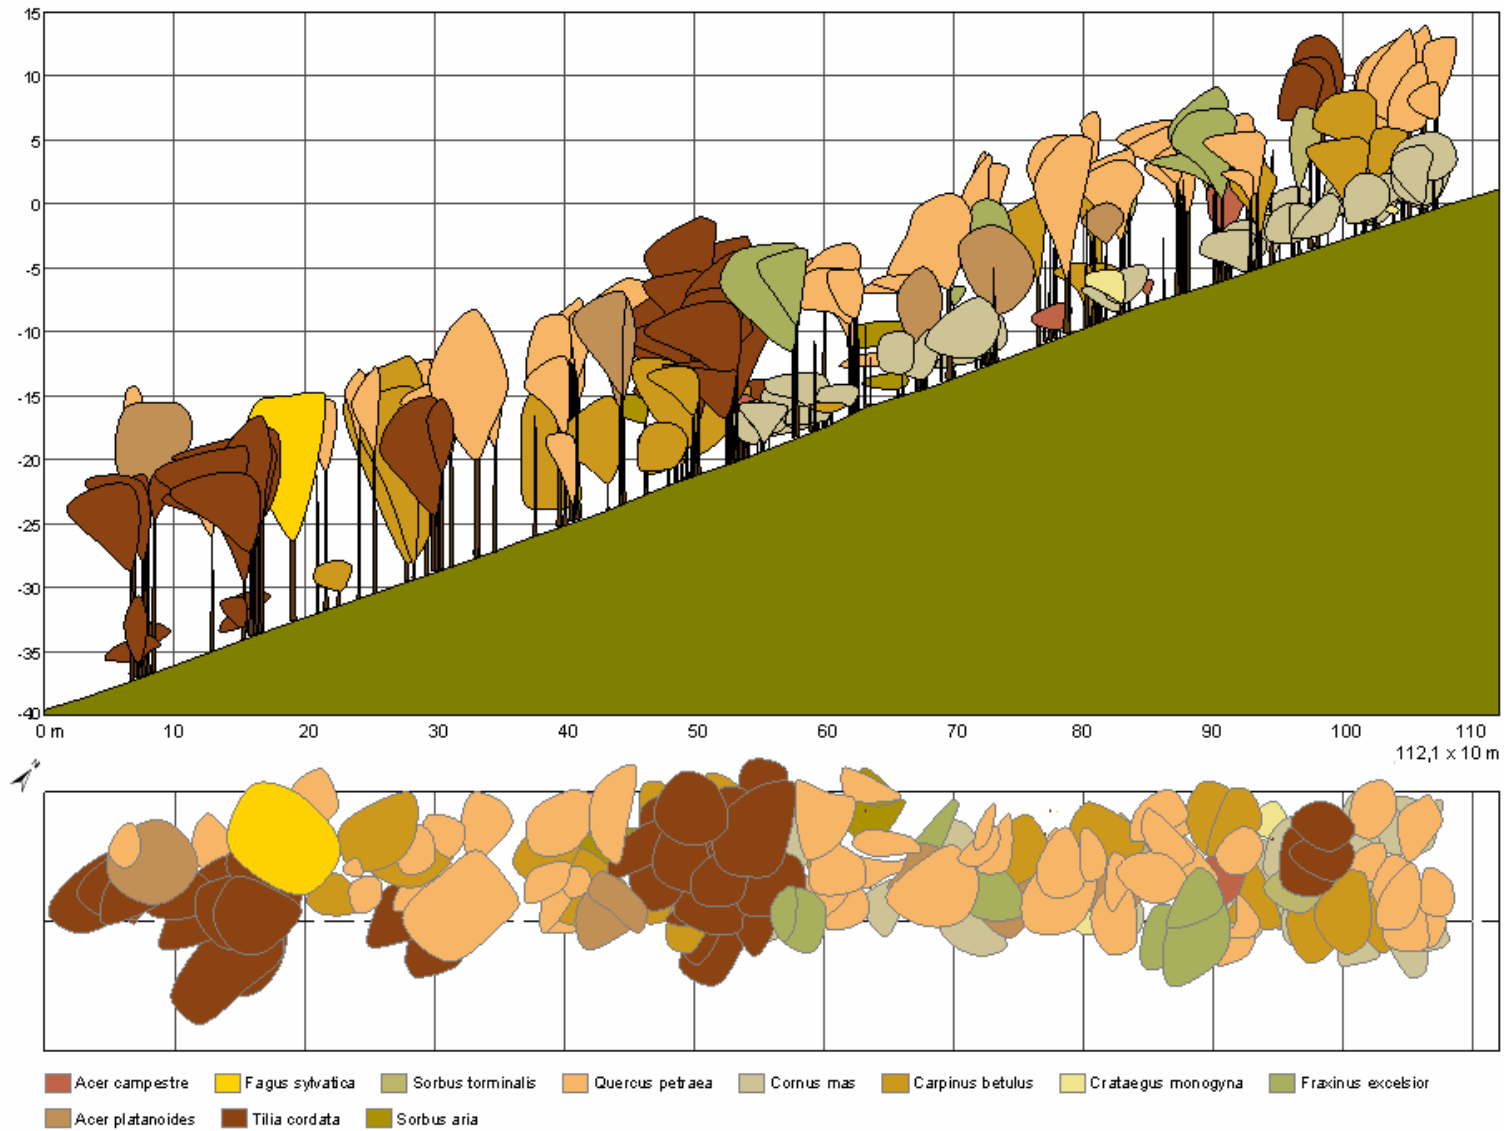 15
10
5
0
-5
-10
-15
-20
-25
-30
-35
-40
0 m 10 20 30 40 50 60 70 80 90 100 110
112,1 x 10 m
N
Acer campestre Fagus sylvatica Sorbus torminalis Quercus petraea Cornus mas Carpinus betulus Crataegus monogyna Fraxinus excelsior
Acer platanoides Tilia cordata Sorbus aria